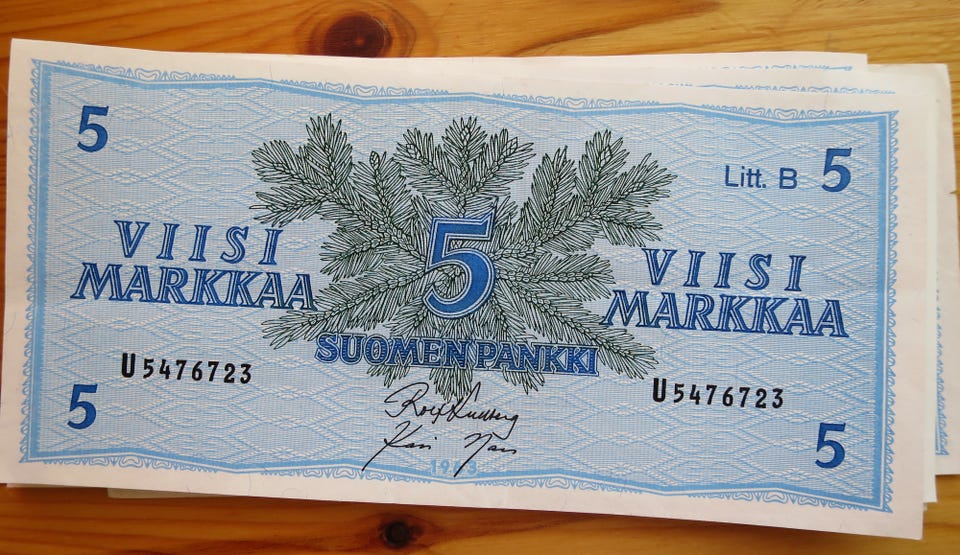 5
Litt. B 5
5
VIISI
MARKKAA
VIISI
MARKKAA
SUOMEN PANKKI
U5476723
U5476723
5
5